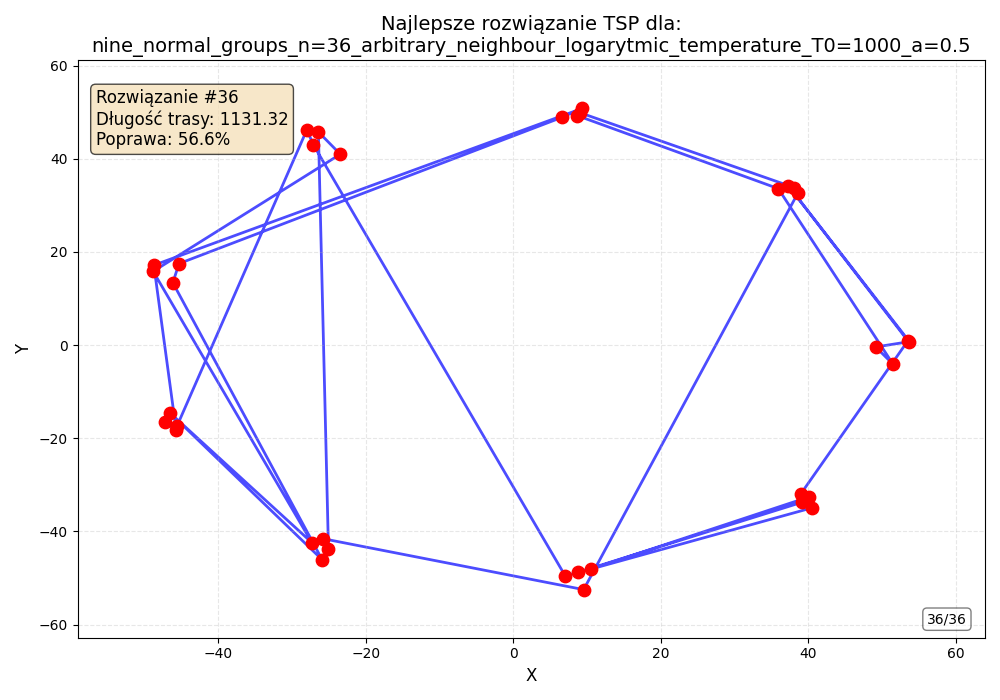 Najlepsze rozwiązanie TSP dla:
nine_normal_groups_n=36_arbitrary_neighbour_logarytmic_temperature_T0=1000_a=0.5
Rozwiązanie #36
Długość trasy: 1131.32
Poprawa: 56.6%
60
40
20
0
−20
−40
−60
Y
36/36
−40
−20
0
20
40
60
X